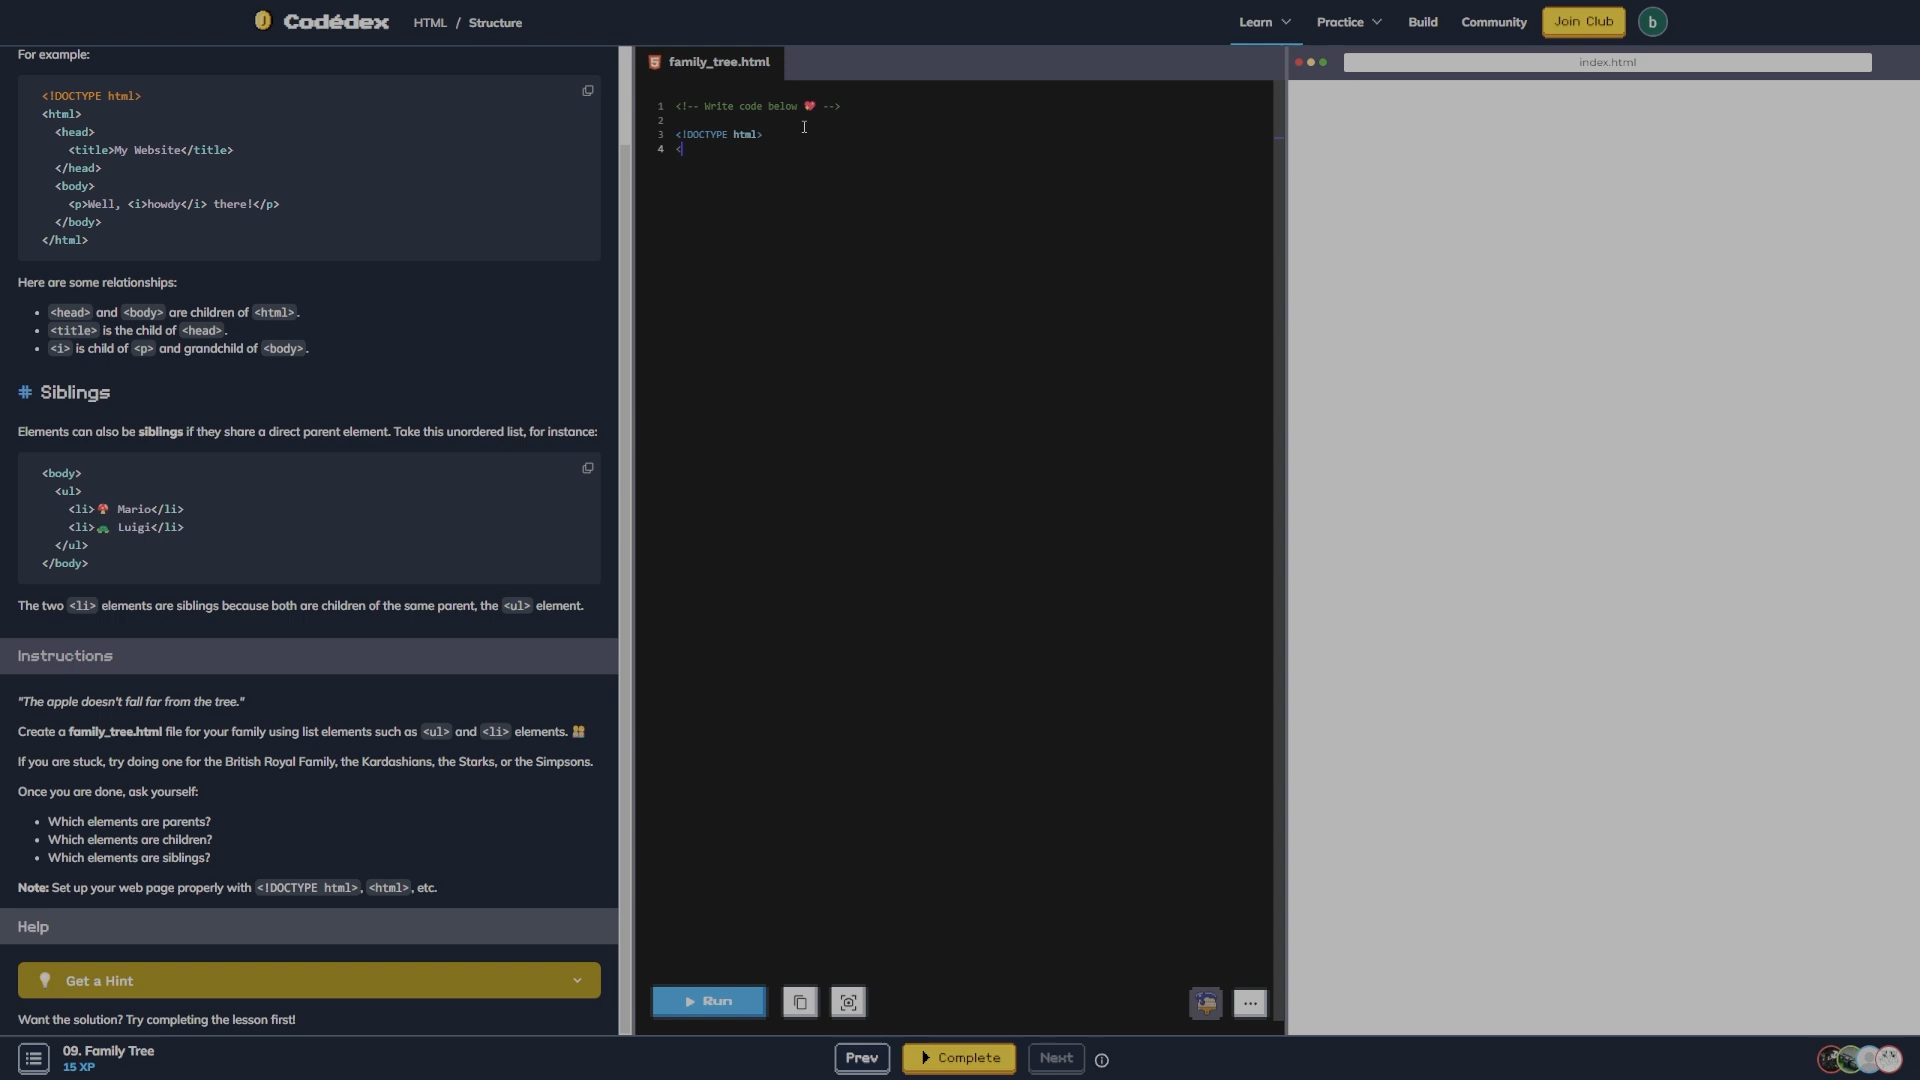 Codédex HTML / Structure Learn Practice Build Community Join Club b
For example:
<!DOCTYPE html>
<html>
<head>
<title>My Website</title>
</head>
<body>
<p>Well, <i>howdy</i> there!</p>
</body>
</html>
Here are some relationships:
<head> and <body> are children of <html>.
<title> is the child of <head>.
<i> is child of <p> and grandchild of <body>.
# Siblings
Elements can also be siblings if they share a direct parent element. Take this unordered list, for instance:
<body>
<ul>
<li>🍄 Mario</li>
<li>🐢 Luigi</li>
</ul>
</body>
The two <li> elements are siblings because both are children of the same parent, the <ul> element.
Instructions
"The apple doesn't fall far from the tree."
Create a family_tree.html file for your family using list elements such as <ul> and <li> elements.
If you are stuck, try doing one for the British Royal Family, the Kardashians, the Starks, or the Simpsons.
Once you are done, ask yourself:
Which elements are parents?
Which elements are children?
Which elements are siblings?
Note: Set up your web page properly with <!DOCTYPE html>, <html>, etc.
Help
Get a Hint
Want the solution? Try completing the lesson first!
family_tree.html
1 <!-- Write code below 💖 -->
2
3 <!DOCTYPE html>
4 <
Run
...
index.html
09. Family Tree
15 XP
Prev Complete Next